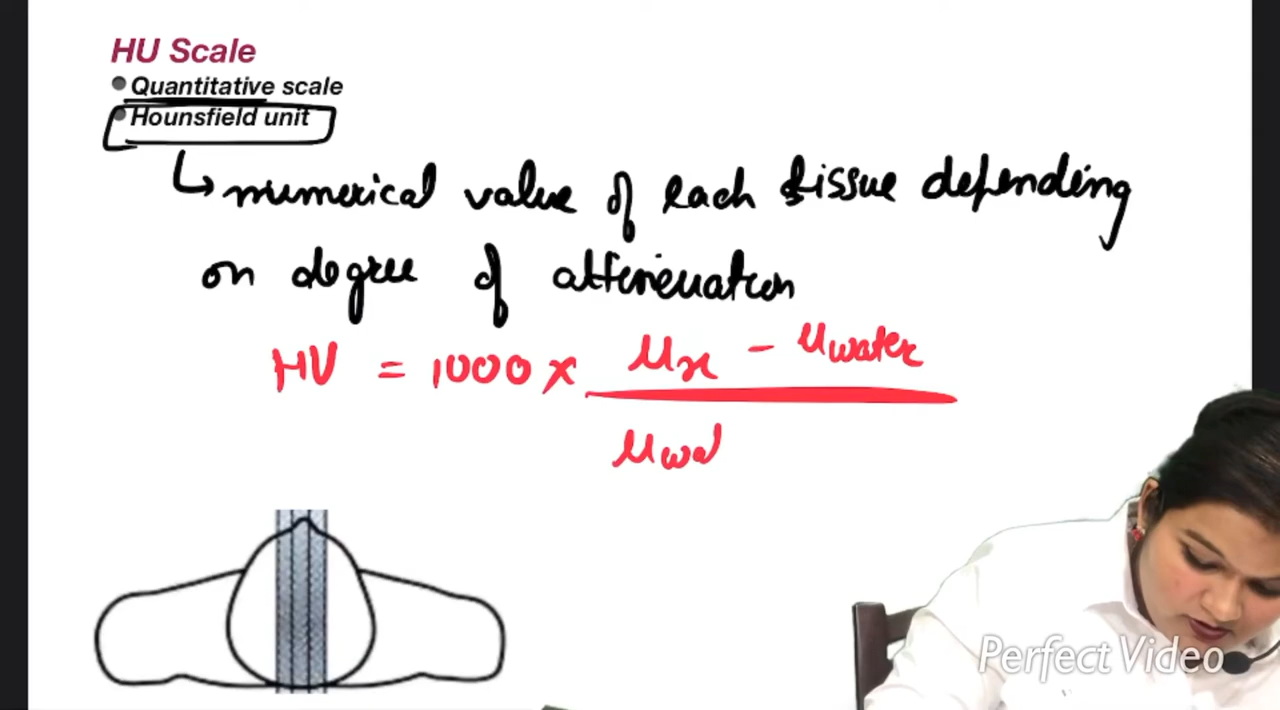 HU Scale
Quantitative scale
Hounsfield unit
↳ numerical value of each tissue depending
on degree of attenuation
HU = 1000 × μx - μwater
μwa
Perfect Video